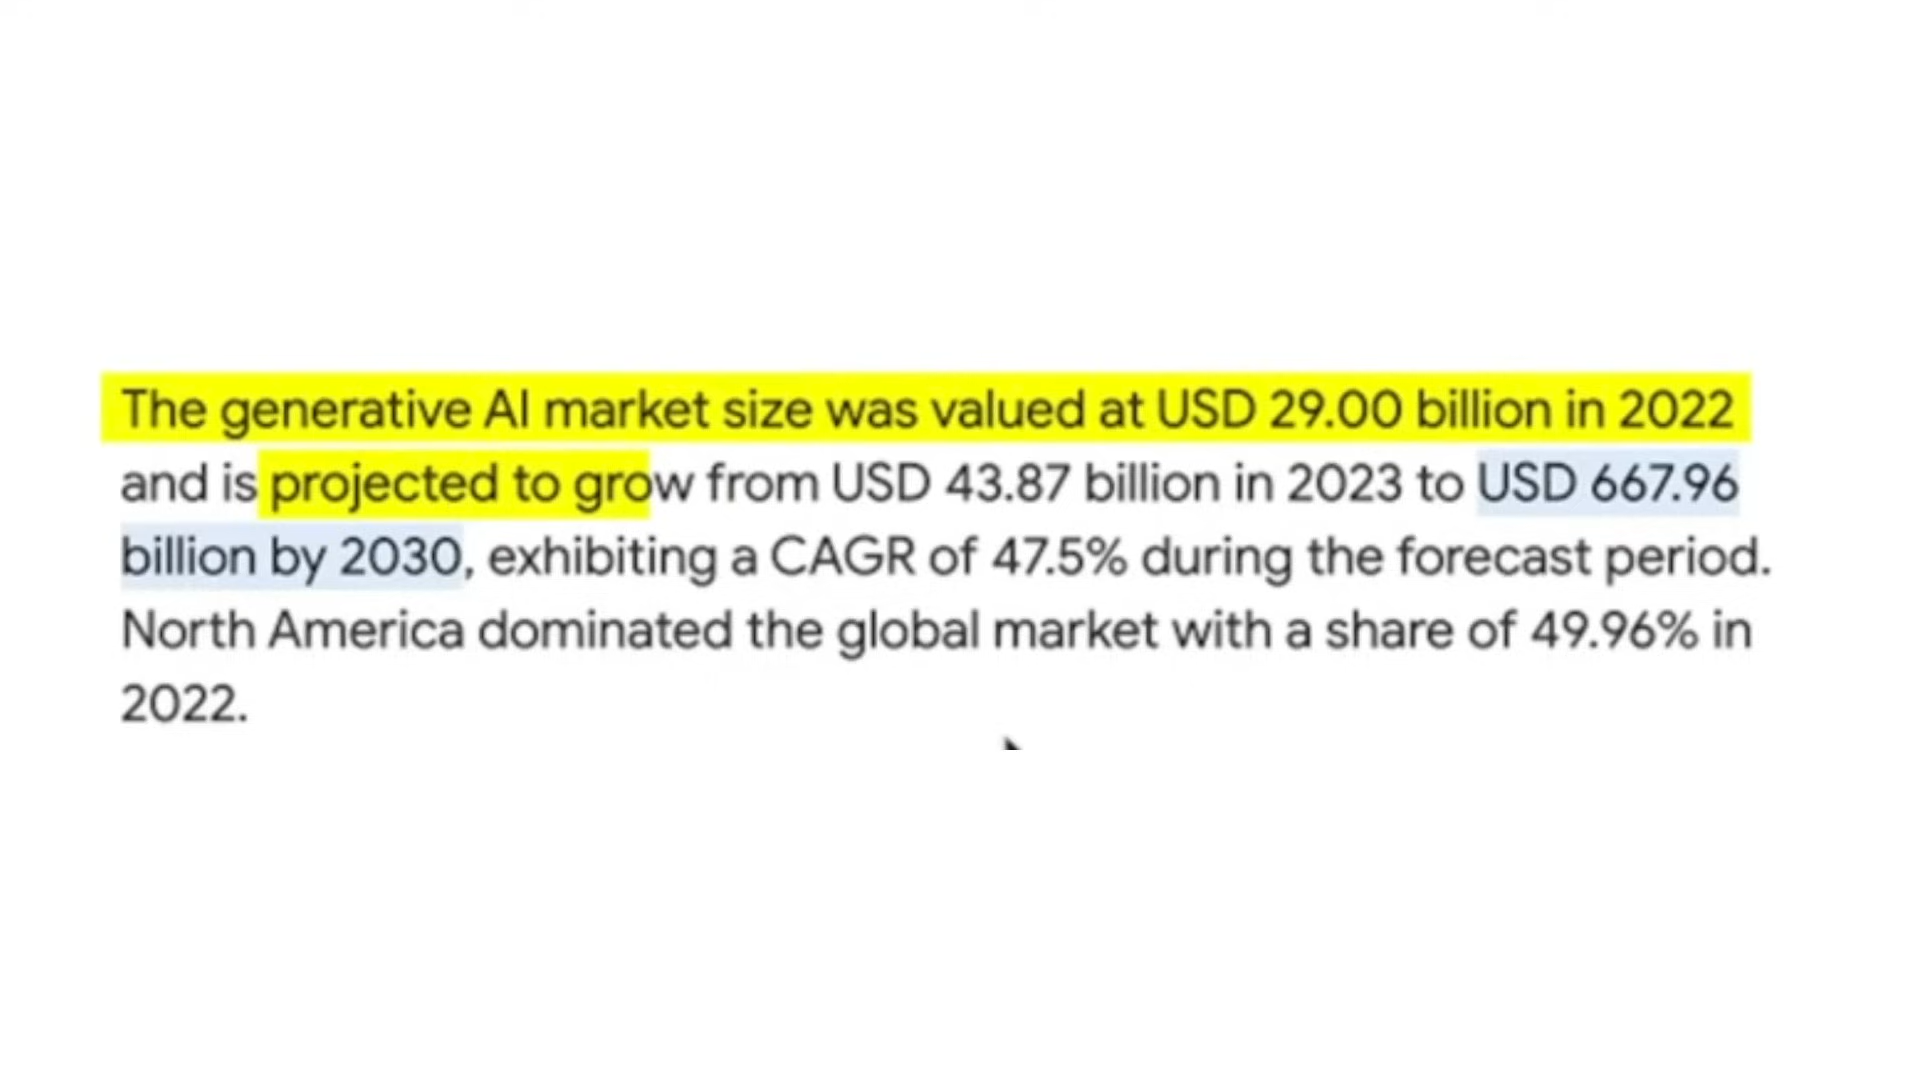 The generative AI market size was valued at USD 29.00 billion in 2022
and is projected to grow from USD 43.87 billion in 2023 to USD 667.96
billion by 2030, exhibiting a CAGR of 47.5% during the forecast period.
North America dominated the global market with a share of 49.96% in
2022.